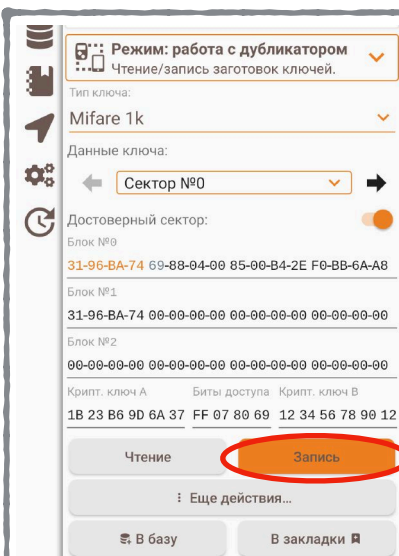 Режим: работа с дубликатором
Чтение/запись заготовок ключей.
Тип ключа:
Mifare 1k
Данные ключа:
Сектор №0
Достоверный сектор:
Блок №0
31-96-BA-74 69-88-04-00 85-00-B4-2E F0-BB-6A-A8
Блок №1
31-96-BA-74 00-00-00-00 00-00-00-00 00-00-00-00
Блок №2
00-00-00-00 00-00-00-00 00-00-00-00 00-00-00-00
Крипт. ключ A Биты доступа Крипт. ключ B
1B 23 B6 9D 6A 37 FF 07 80 69 12 34 56 78 90 12
Чтение Запись
⋮ Еще действия...
В базу В закладки